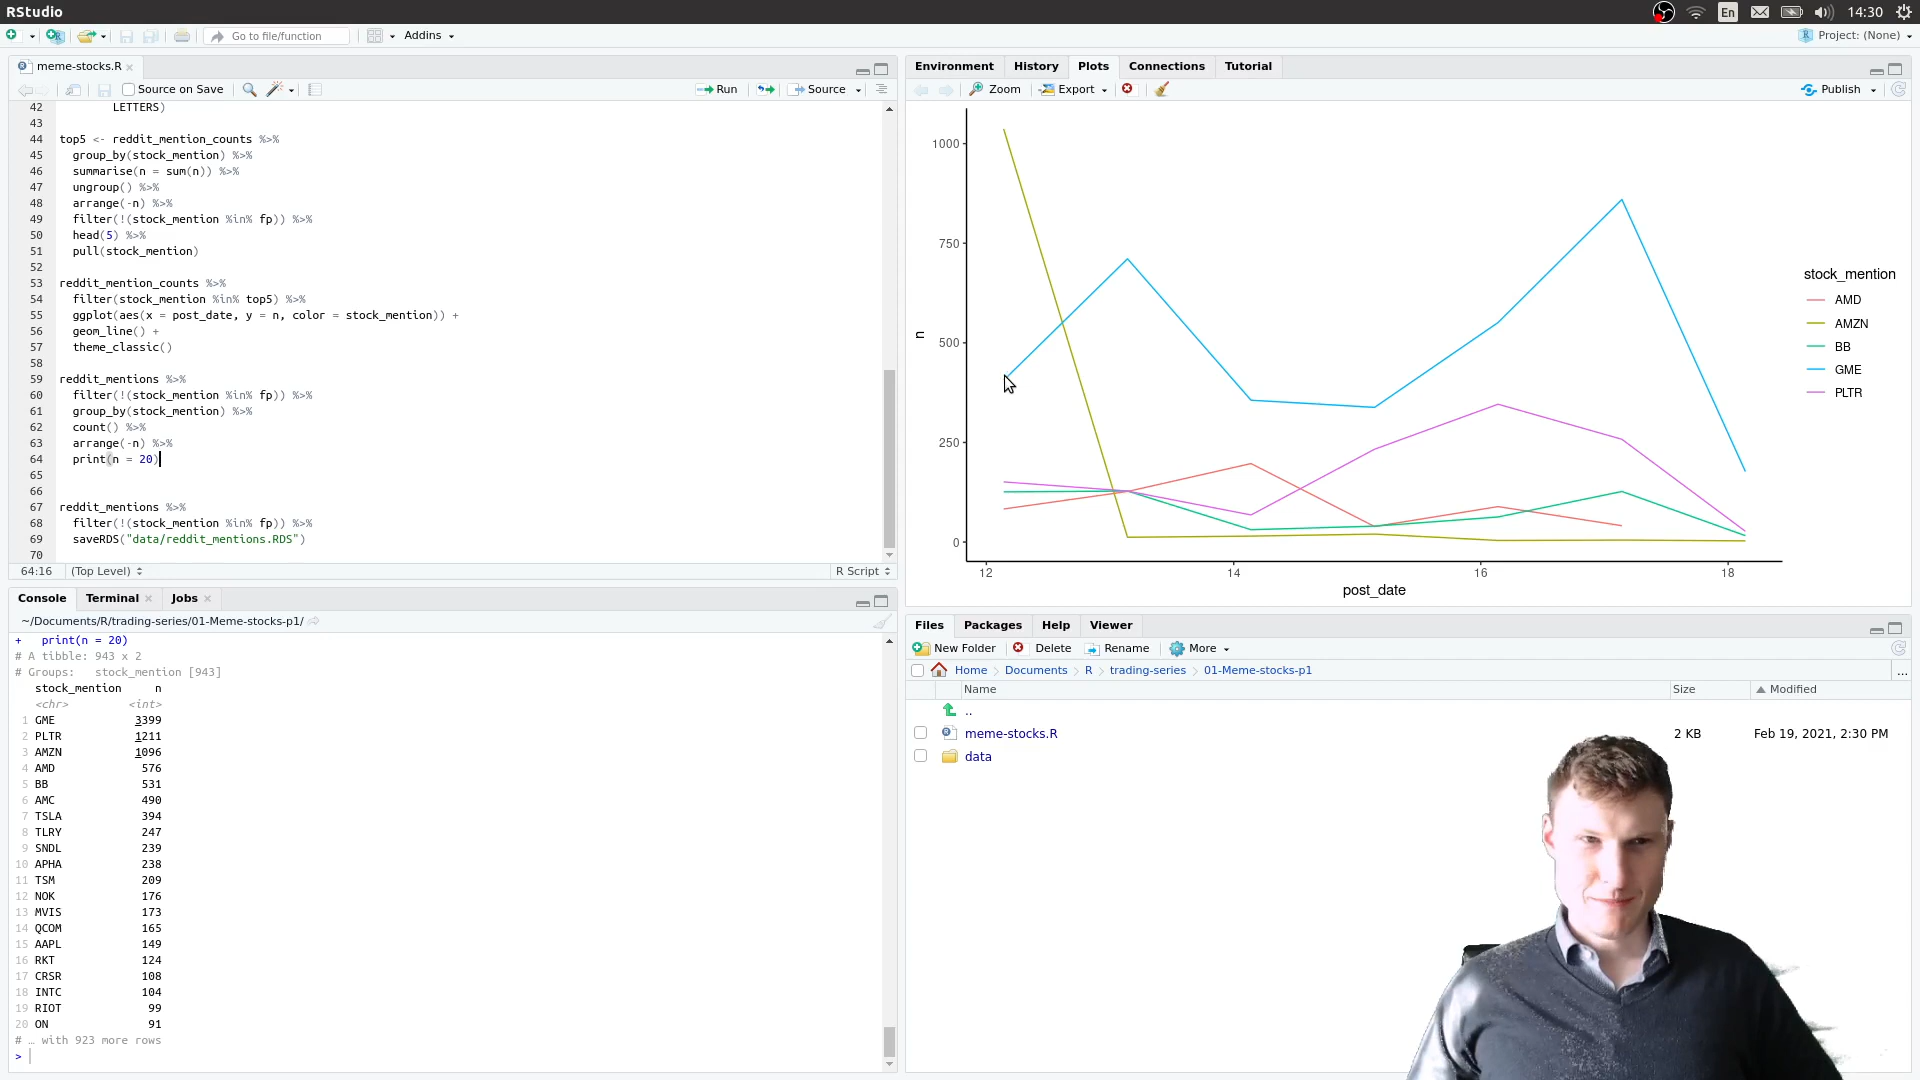 RStudio
En
14:30
Go to file/function
Addins
Project: (None)
meme-stocks.R
Source on Save
Run
Source
42 LETTERS)
43
44 top5 <- reddit_mention_counts %>%
45 group_by(stock_mention) %>%
46 summarise(n = sum(n)) %>%
47 ungroup() %>%
48 arrange(-n) %>%
49 filter(!(stock_mention %in% fp)) %>%
50 head(5) %>%
51 pull(stock_mention)
52
53 reddit_mention_counts %>%
54 filter(stock_mention %in% top5) %>%
55 ggplot(aes(x = post_date, y = n, color = stock_mention)) +
56 geom_line() +
57 theme_classic()
58
59 reddit_mentions %>%
60 filter(!(stock_mention %in% fp)) %>%
61 group_by(stock_mention) %>%
62 count() %>%
63 arrange(-n) %>%
64 print(n = 20)
65
66
67 reddit_mentions %>%
68 filter(!(stock_mention %in% fp)) %>%
69 saveRDS("data/reddit_mentions.RDS")
70
64:16 (Top Level) R Script
Console Terminal Jobs
~/Documents/R/trading-series/01-Meme-stocks-p1/
+ print(n = 20)
# A tibble: 943 x 2
# Groups: stock_mention [943]
stock_mention n
<chr> <int>
1 GME 3399
2 PLTR 1211
3 AMZN 1096
4 AMD 576
5 BB 531
6 AMC 490
7 TSLA 394
8 TLRY 247
9 SNDL 239
10 APHA 238
11 TSM 209
12 NOK 176
13 MVIS 173
14 QCOM 165
15 AAPL 149
16 RKT 124
17 CRSR 108
18 INTC 104
19 RIOT 99
20 ON 91
# … with 923 more rows
>
Environment History Plots Connections Tutorial
Zoom Export Publish
1000
750
500
250
0
n
12 14 16 18
post_date
stock_mention
AMD
AMZN
BB
GME
PLTR
Files Packages Help Viewer
New Folder Delete Rename More
Home Documents R trading-series 01-Meme-stocks-p1 ...
Name Size Modified
..
meme-stocks.R 2 KB Feb 19, 2021, 2:30 PM
data